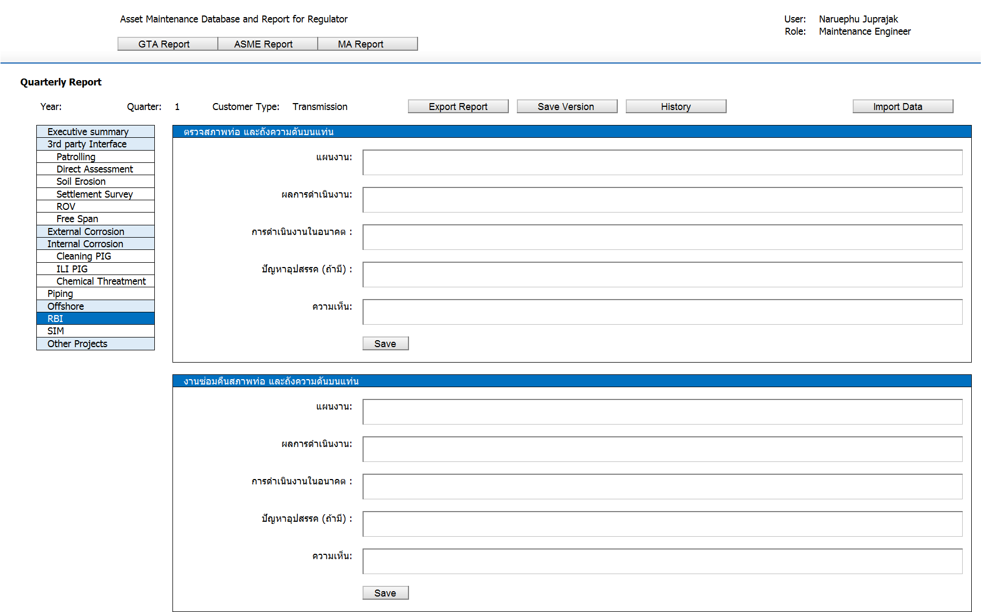 Asset Maintenance Database and Report for Regulator
User: Naruephu Juprajak
Role: Maintenance Engineer
GTA Report ASME Report MA Report
Quarterly Report
Year: Quarter: 1 Customer Type: Transmission Export Report Save Version History Import Data
Executive summary
3rd party Interface
Patrolling
Direct Assessment
Soil Erosion
Settlement Survey
ROV
Free Span
External Corrosion
Internal Corrosion
Cleaning PIG
ILI PIG
Chemical Threatment
Piping
Offshore
RBI
SIM
Other Projects
ตรวจสภาพท่อ และถังความดันบนแท่น
แผนงาน:
ผลการดำเนินงาน:
การดำเนินงานในอนาคต :
ปัญหาอุปสรรค (ถ้ามี) :
ความเห็น:
Save
งานซ่อมคืนสภาพท่อ และถังความดันบนแท่น
แผนงาน:
ผลการดำเนินงาน:
การดำเนินงานในอนาคต :
ปัญหาอุปสรรค (ถ้ามี) :
ความเห็น:
Save